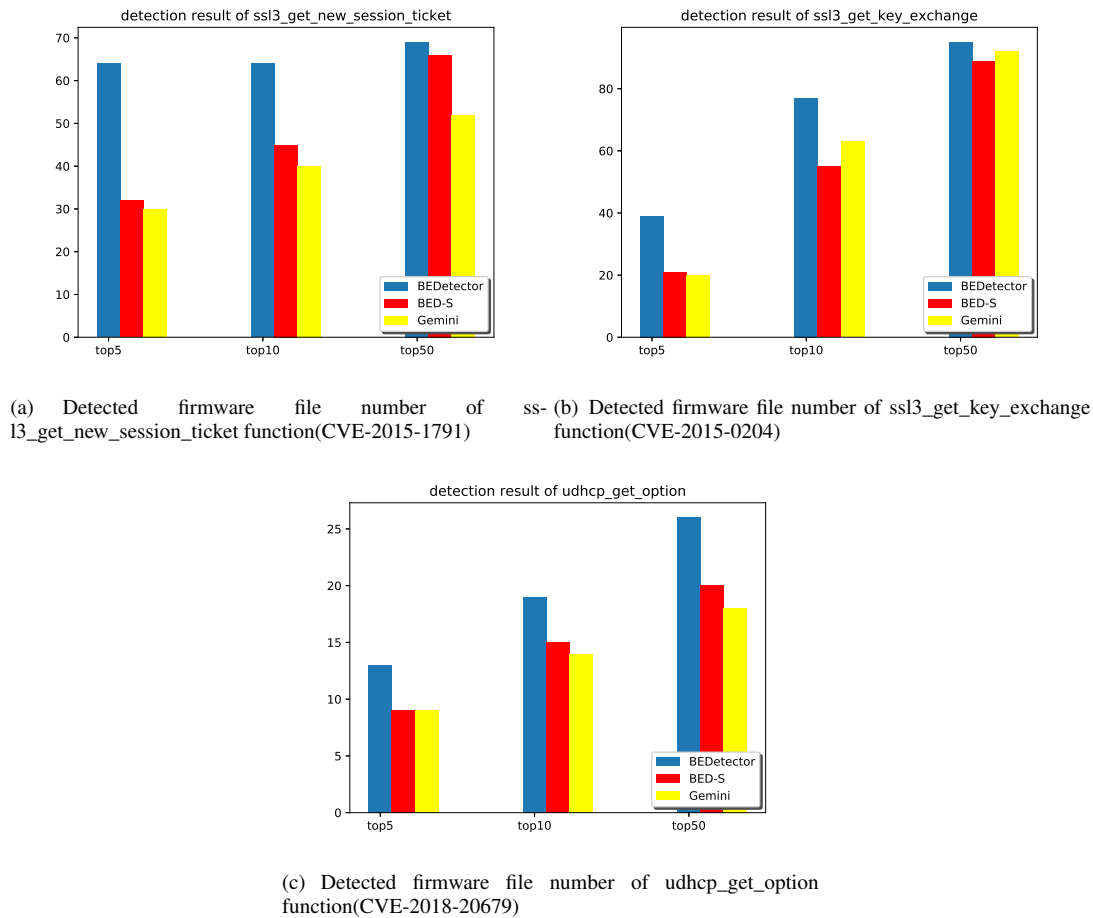 detection result of ssl3_get_new_session_ticket
70
60
50
40
30
20
10
0
top5
top10
top50
BEDetector
BED-S
Gemini
(a) Detected firmware file number of ss-
l3_get_new_session_ticket function(CVE-2015-1791)
detection result of ssl3_get_key_exchange
80
60
40
20
0
top5
top10
top50
BEDetector
BED-S
Gemini
(b) Detected firmware file number of ssl3_get_key_exchange
function(CVE-2015-0204)
detection result of udhcp_get_option
25
20
15
10
5
0
top5
top10
top50
BEDetector
BED-S
Gemini
(c) Detected firmware file number of udhcp_get_option
function(CVE-2018-20679)